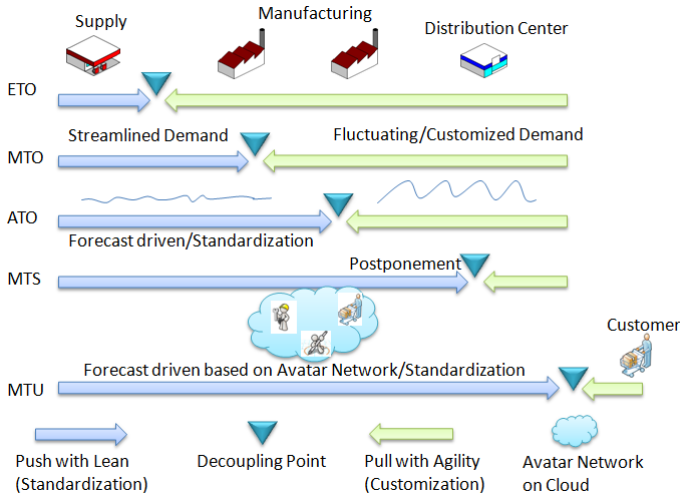 Supply
Manufacturing
Distribution Center
ETO
Streamlined Demand
Fluctuating/Customized Demand
MTO
ATO
Forecast driven/Standardization
Postponement
MTS
Customer
Forecast driven based on Avatar Network/Standardization
MTU
Push with Lean
(Standardization)
Decoupling Point
Pull with Agility
(Customization)
Avatar Network
on Cloud